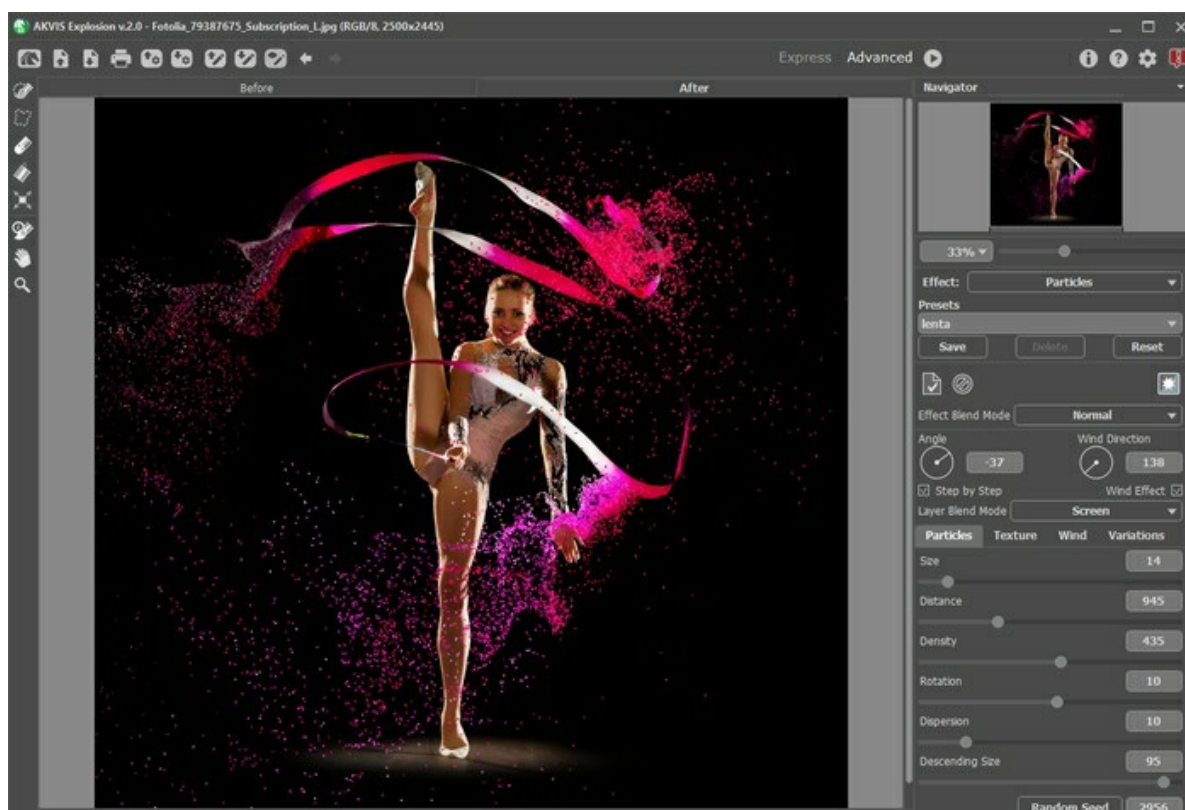 AKVIS Explosion v.2.0 - Fotolia_79387675_Subscription_L.jpg (RGB/8, 2500x2445)
Express Advanced
Before After
Navigator
33%
Effect: Particles
Presets
lenta
Save Delete Reset
Effect Blend Mode Normal
Angle Wind Direction
-37 138
Step by Step Wind Effect
Layer Blend Mode Screen
Particles Texture Wind Variations
Size 14
Distance 945
Density 435
Rotation 10
Dispersion 10
Descending Size 95
Random Seed 2956